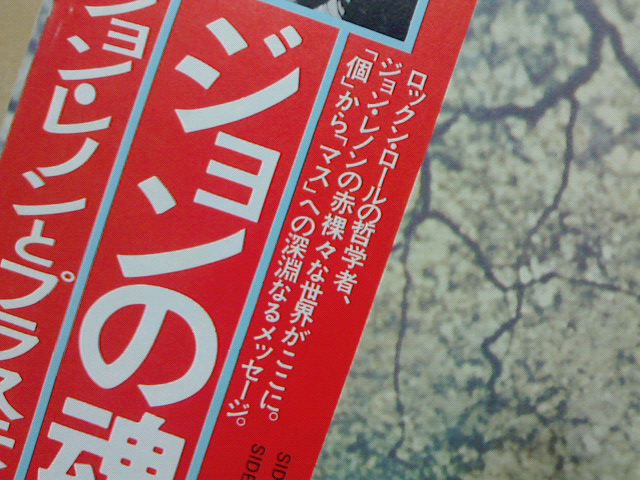 ロックン・ロールの哲学者、
ジョン・レノンの赤裸々な世界がここに。
「個」から「マス」への深淵なるメッセージ。
ジョンの魂
ョン・レノンとプラス
SID
SIDE